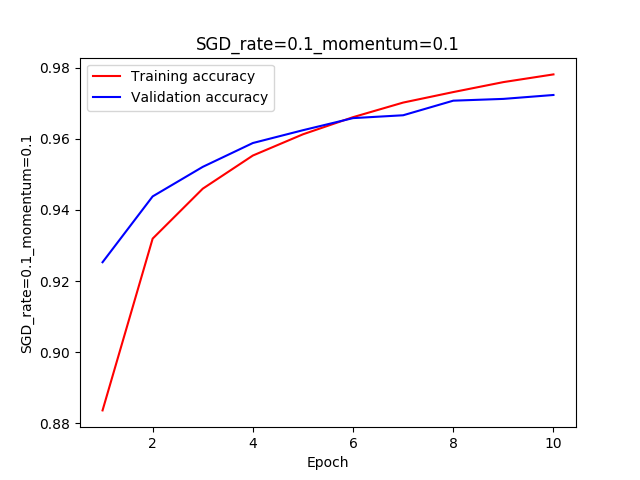 SGD_rate=0.1_momentum=0.1
Training accuracy
Validation accuracy
0.98
0.96
0.94
0.92
0.90
0.88
SGD_rate=0.1_momentum=0.1
2
4
6
8
10
Epoch